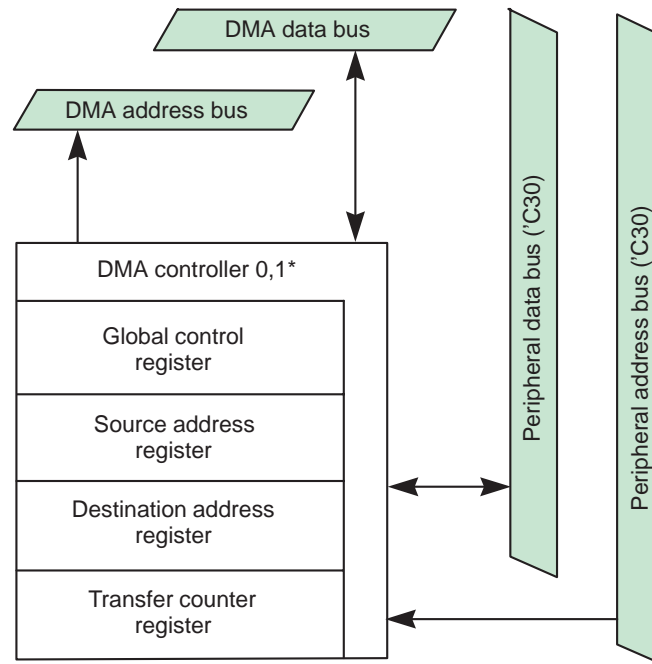 DMA data bus
DMA address bus
DMA controller 0,1*
Global control
register
Source address
register
Destination address
register
Transfer counter
register
Peripheral data bus (’C30)
Peripheral address bus (’C30)